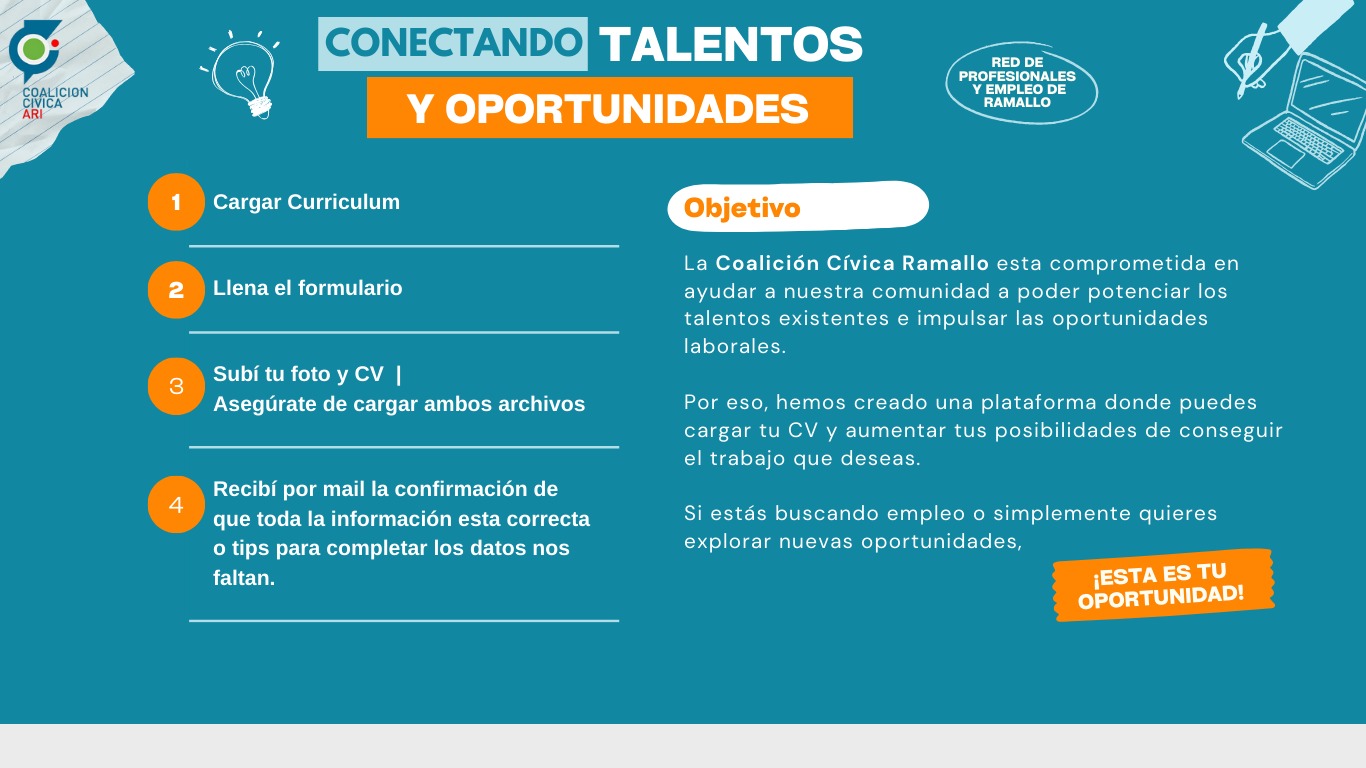 COALICION
CÍVICA
ARI
CONECTANDO TALENTOS
Y OPORTUNIDADES
RED DE
PROFESIONALES
Y EMPLEO DE
RAMALLO
1 Cargar Curriculum
2 Llena el formulario
3 Subí tu foto y CV |
Asegúrate de cargar ambos archivos
4 Recibí por mail la confirmación de
que toda la información esta correcta
o tips para completar los datos nos
faltan.
Objetivo
La Coalición Cívica Ramallo esta comprometida en
ayudar a nuestra comunidad a poder potenciar los
talentos existentes e impulsar las oportunidades
laborales.
Por eso, hemos creado una plataforma donde puedes
cargar tu CV y aumentar tus posibilidades de conseguir
el trabajo que deseas.
Si estás buscando empleo o simplemente quieres
explorar nuevas oportunidades,
¡ESTA ES TU
OPORTUNIDAD!